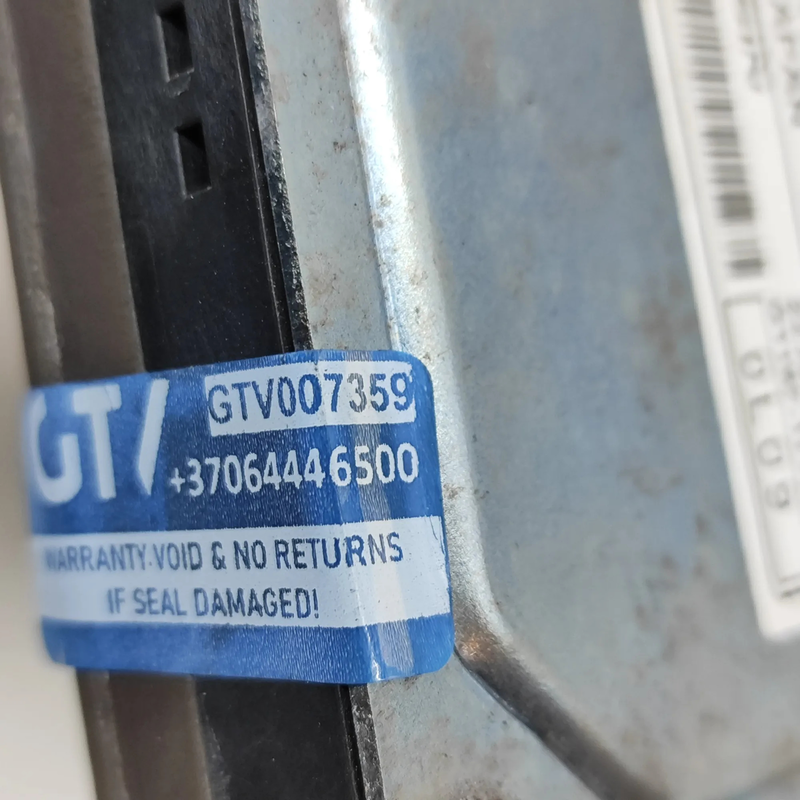 GTV
GTV007359
+37064446500
WARRANTY VOID & NO RETURNS
IF SEAL DAMAGED!